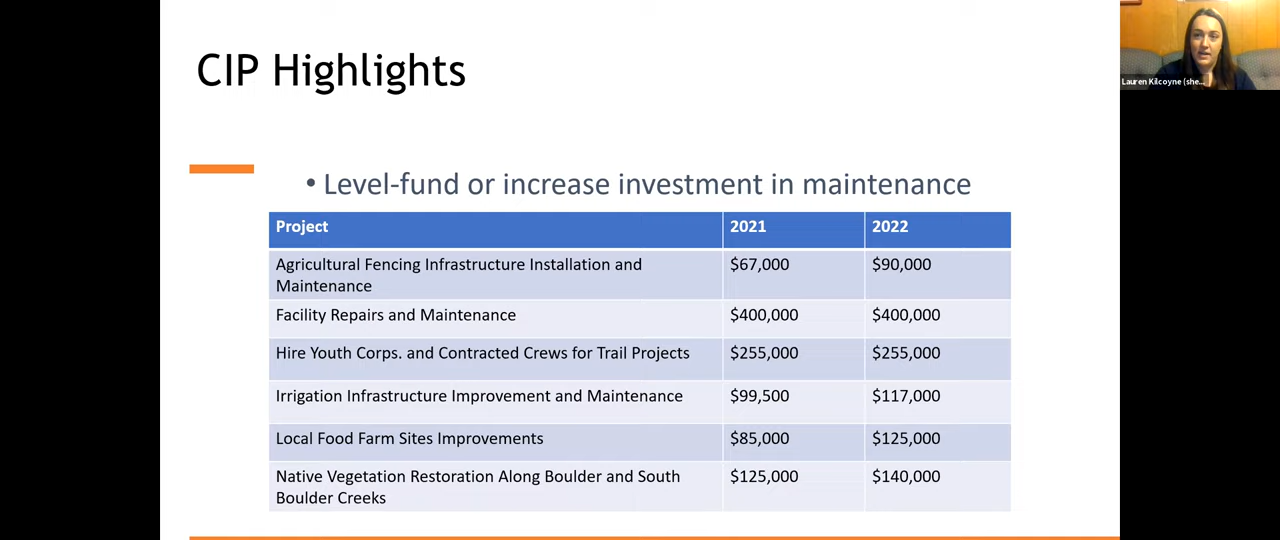 CIP Highlights
Lauren Kilcoyne (she...
• Level-fund or increase investment in maintenance
Project 2021 2022
Agricultural Fencing Infrastructure Installation and $67,000 $90,000
Maintenance
Facility Repairs and Maintenance $400,000 $400,000
Hire Youth Corps. and Contracted Crews for Trail Projects $255,000 $255,000
Irrigation Infrastructure Improvement and Maintenance $99,500 $117,000
Local Food Farm Sites Improvements $85,000 $125,000
Native Vegetation Restoration Along Boulder and South $125,000 $140,000
Boulder Creeks